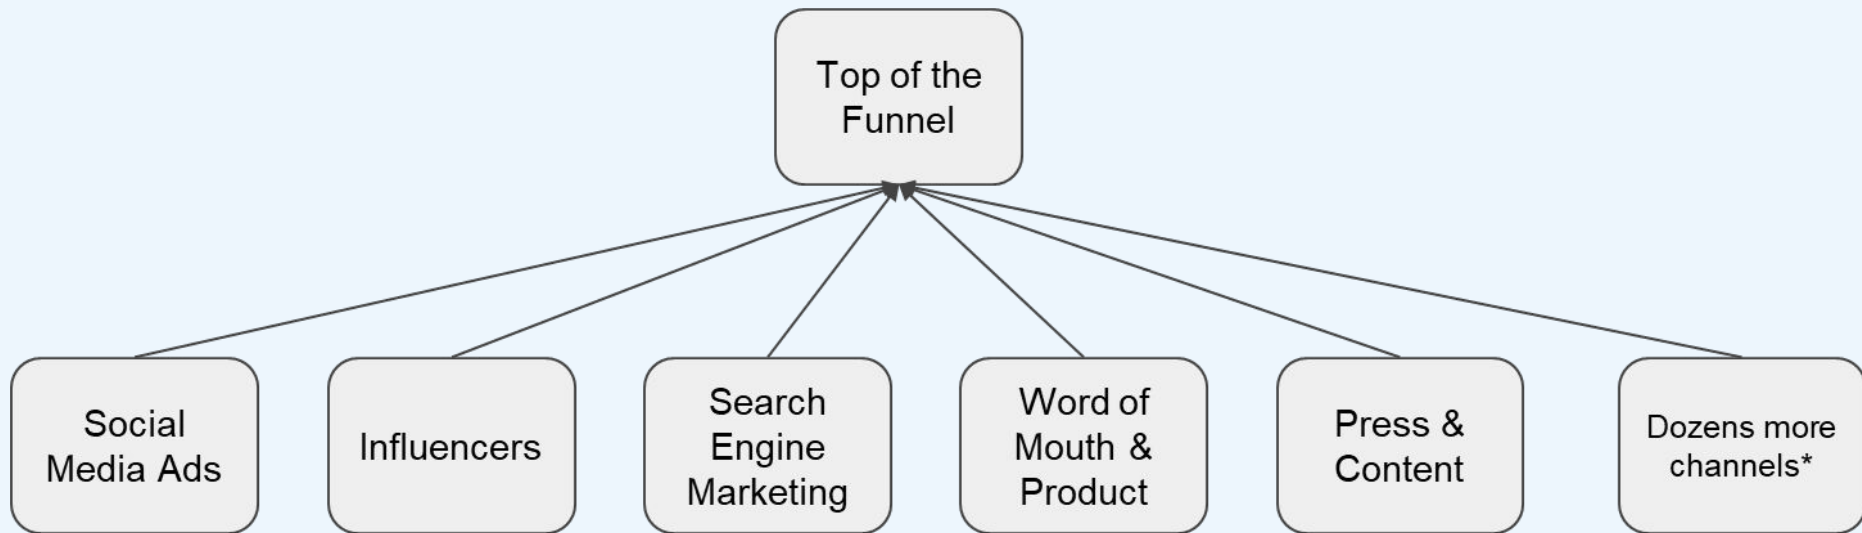 Top of the
Funnel
Social
Media Ads
Influencers
Search
Engine
Marketing
Word of
Mouth &
Product
Press &
Content
Dozens more
channels*